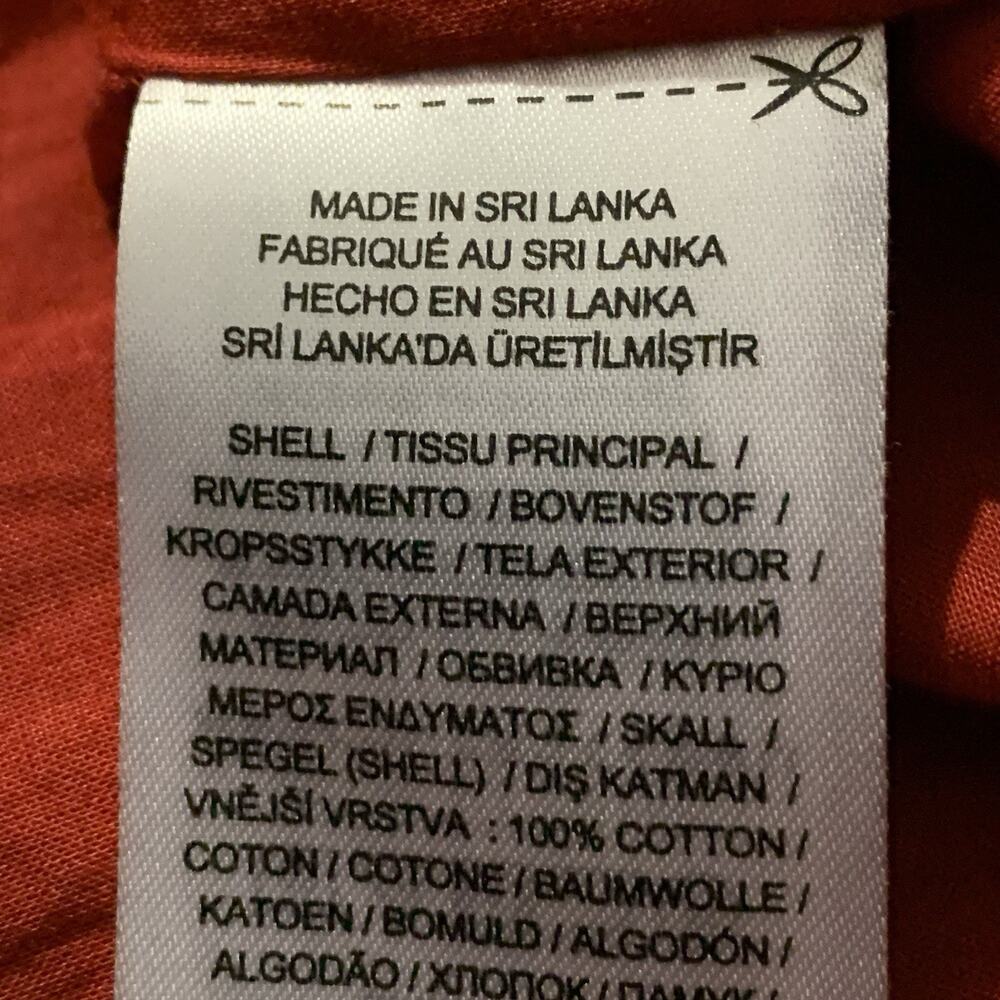 MADE IN SRI LANKA
FABRIQUÉ AU SRI LANKA
HECHO EN SRI LANKA
SRİ LANKA'DA ÜRETİLMİŞTİR
SHELL / TISSU PRINCIPAL /
RIVESTIMENTO / BOVENSTOF /
KROPSSTYKKE / TELA EXTERIOR /
CAMADA EXTERNA / ВЕРХНИЙ
МАТЕРИАЛ / ОБВИВКА / ΚΥΡΙΟ
ΜΕΡΟΣ ΕΝΔΥΜΑΤΟΣ / SKALL /
SPEGEL (SHELL) / DIŞ KATMAN /
VNĚJŠÍ VRSTVA : 100% COTTON /
COTON / COTONE / BAUMWOLLE /
KATOEN / BOMULD / ALGODÓN /
ALGODÃO / ХЛОПОК / ПАМУК /